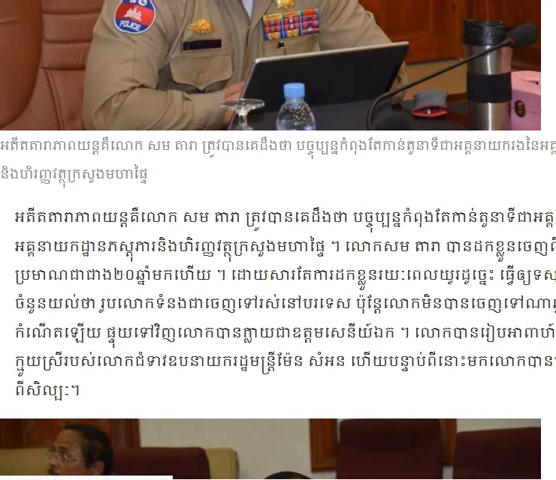 POLICE
អតីតតារាភាពយន្តគឺលោក សម តារា ត្រូវបានគេដឹងថា បច្ចុប្បន្នកំពុងតែកាន់តួនាទីជាអគ្គនាយករងនៃអគ្គ
និងហិរញ្ញវត្ថុក្រសួងមហាផ្ទៃ
អតីតតារាភាពយន្តគឺលោក សម តារា ត្រូវបានគេដឹងថា បច្ចុប្បន្នកំពុងតែកាន់តួនាទីជាអគ្គ
អគ្គនាយកដ្ឋានភស្តុភារនិងហិរញ្ញវត្ថុក្រសួងមហាផ្ទៃ ។ លោកសម តារា បានដកខ្លួនចេញពី
ប្រមាណជាជាង២០ឆ្នាំមកហើយ ។ ដោយសារតែការដកខ្លួនរយៈពេលយូរដូច្នេះ ធ្វើឲ្យទស្ស
ចំនួនយល់ថា រូបលោកទំនងជាចេញទៅរស់នៅបរទេស ប៉ុន្តែលោកមិនបានចេញទៅណា
កំណើតឡើយ ផ្ទុយទៅវិញលោកបានក្លាយជាឧត្តមសេនីយ៍ឯក ។ លោកបានរៀបអាពាហ៍
ក្មួយស្រីរបស់លោកជំទាវឧបនាយករដ្ឋមន្ត្រីម៉ែន សំអន ហើយបន្ទាប់ពីនោះមកលោកបាន
ពីសិល្បៈ។